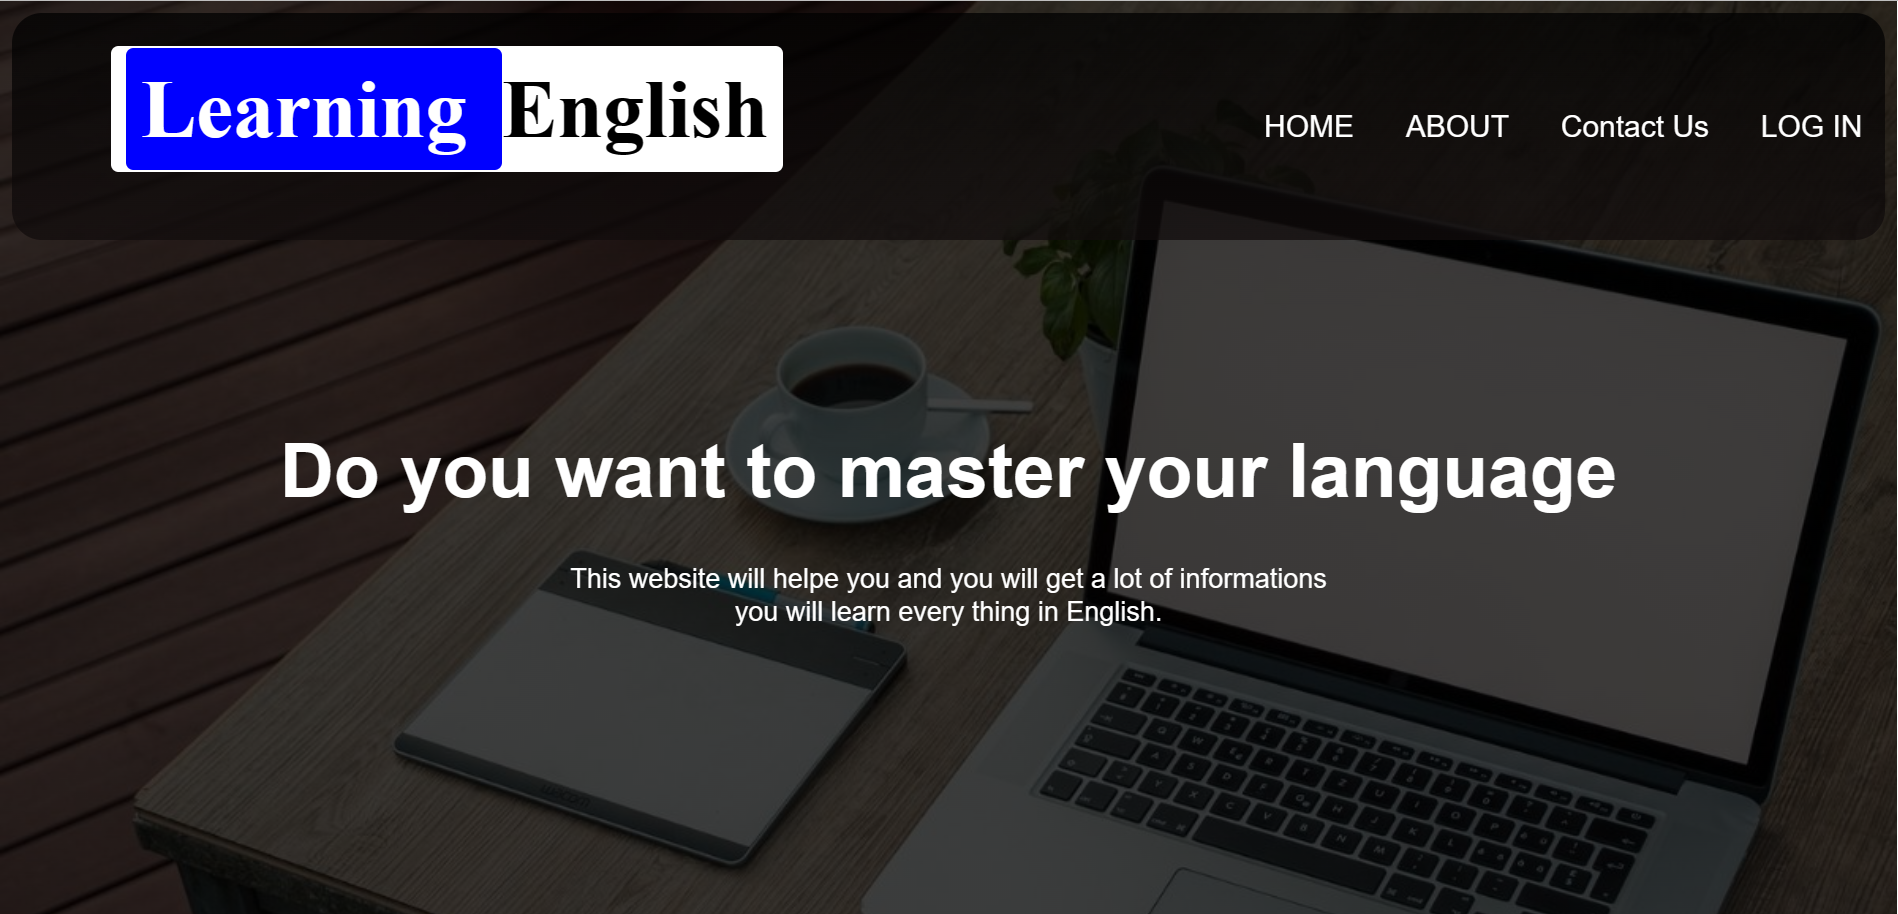 Learning English
HOME ABOUT Contact Us LOG IN
Do you want to master your language
This website will helpe you and you will get a lot of informations
you will learn every thing in English.